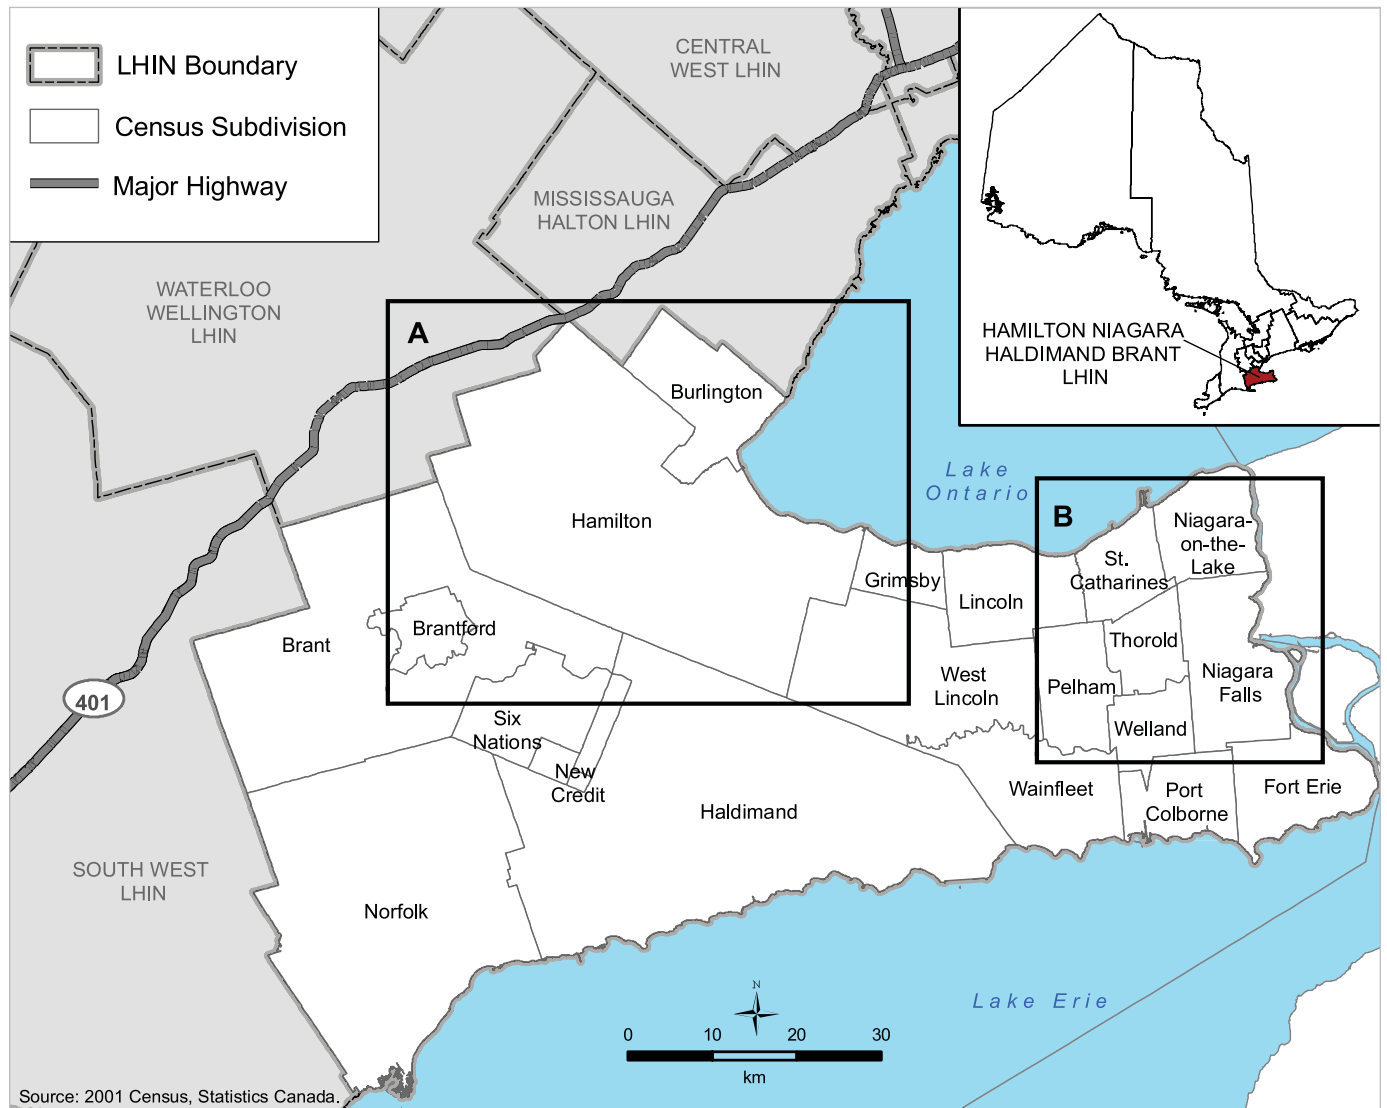 LHIN Boundary
Census Subdivision
Major Highway
CENTRAL
WEST LHIN
MISSISSAUGA
HALTON LHIN
WATERLOO
WELLINGTON
LHIN
HAMILTON NIAGARA
HALDIMAND BRANT
LHIN
A
Burlington
Lake
Ontario
B
Hamilton
Niagara-
on-the-
Lake
St.
Catharines
Grimsby
Lincoln
Brantford
Brant
Thorold
West
Lincoln
Pelham
Niagara
Falls
401
Six
Nations
Welland
New
Credit
Wainfleet
Port
Colborne
Fort Erie
Haldimand
SOUTH WEST
LHIN
Norfolk
Lake Erie
N
0 10 20 30
km
Source: 2001 Census, Statistics Canada.